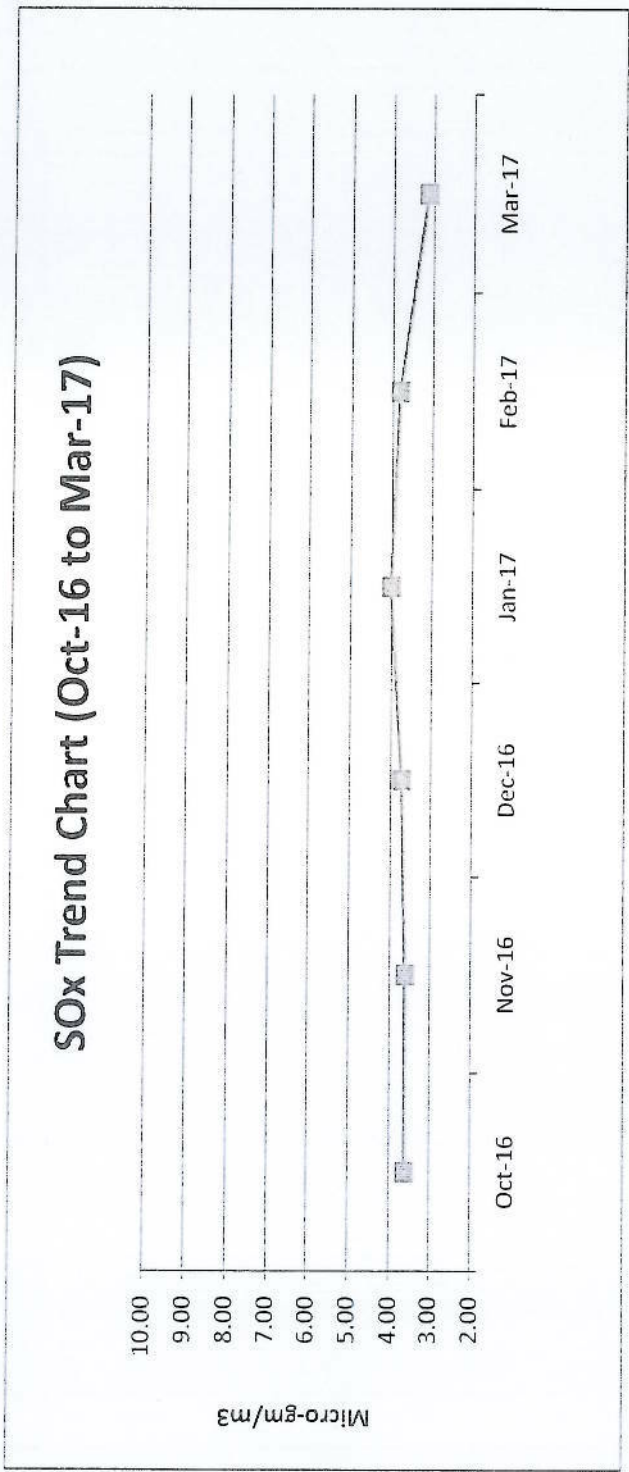 SOx Trend Chart (Oct-16 to Mar-17)
Micro-gm/m3
10.00
9.00
8.00
7.00
6.00
5.00
4.00
3.00
2.00
Oct-16
Nov-16
Dec-16
Jan-17
Feb-17
Mar-17